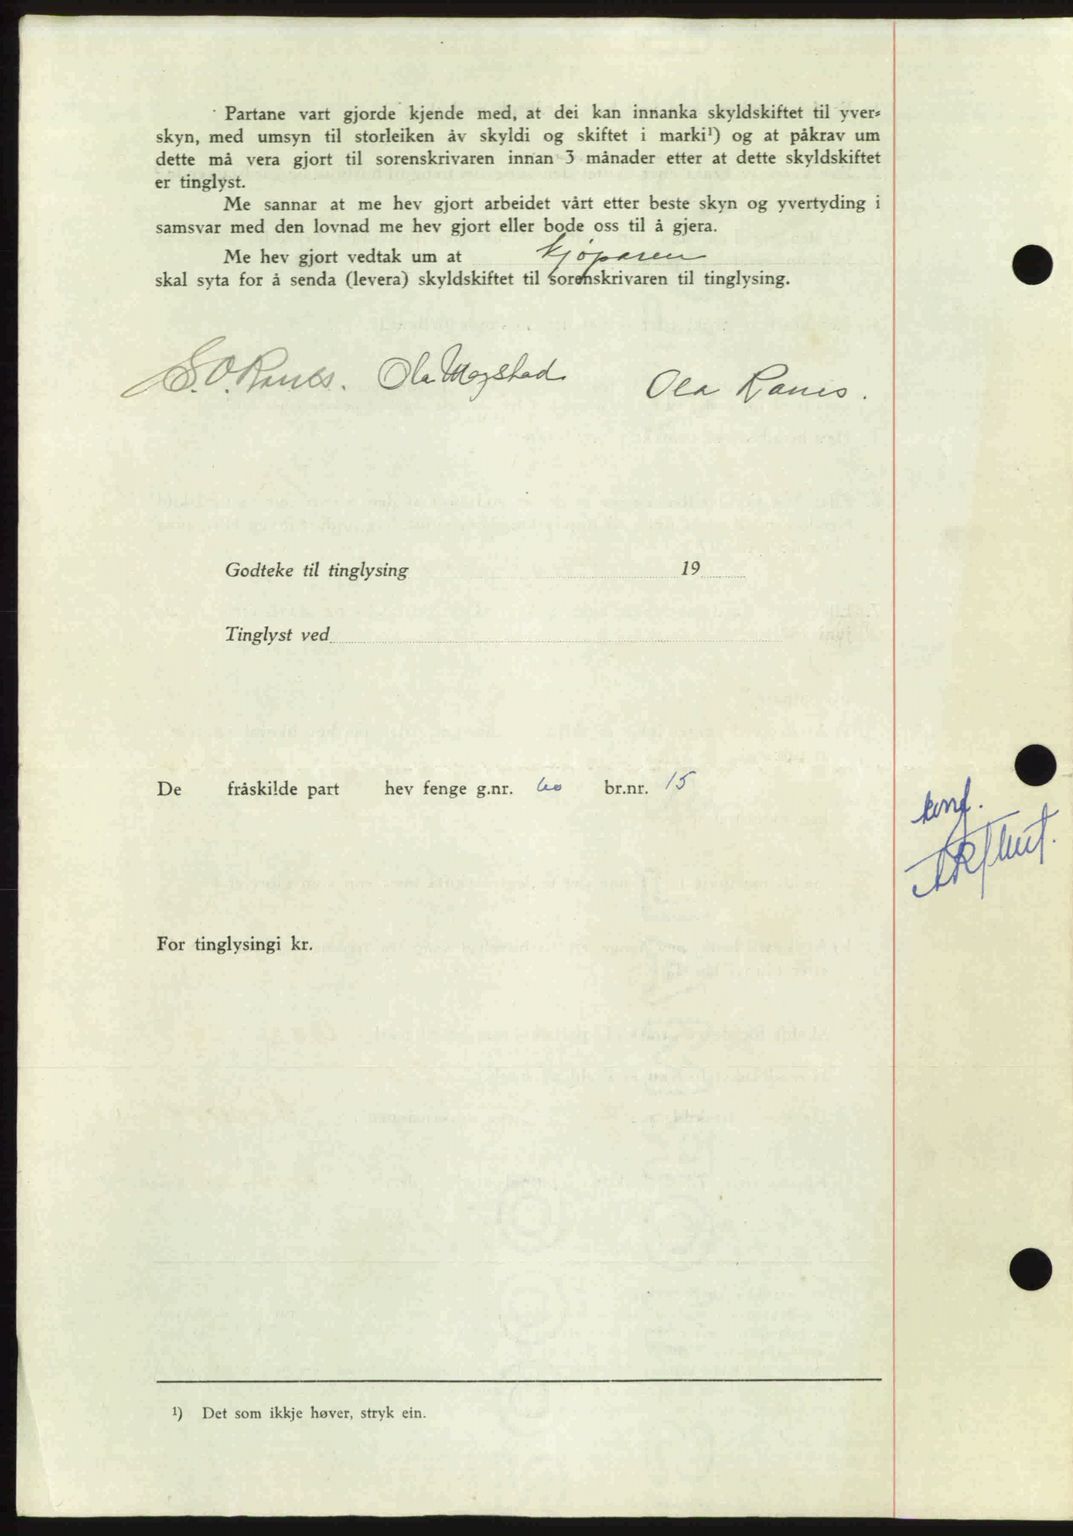 Partane vart gjorde kjende med, at dei kan innanka skyldskiftet til yver-
skyn, med umsyn til storleiken åv skyldi og skiftet i marki¹) og at påkrav um
dette må vera gjort til sorenskrivaren innan 3 månader etter at dette skyldskiftet
er tinglyst.
Me sannar at me hev gjort arbeidet vårt etter beste skyn og yvertyding i
samsvar med den lovnad me hev gjort eller bode oss til å gjera.
Me hev gjort vedtak um at kjøparen
skal syta for å senda (levera) skyldskiftet til sorenskrivaren til tinglysing.
S. O. Ranes. Ola Magstad Ola Ranes.
Godteke til tinglysing 19
Tinglyst ved
De fråskilde part hev fenge g.nr. 60 br.nr. 15
konf.
For tinglysingi kr.
¹) Det som ikkje høver, stryk ein.